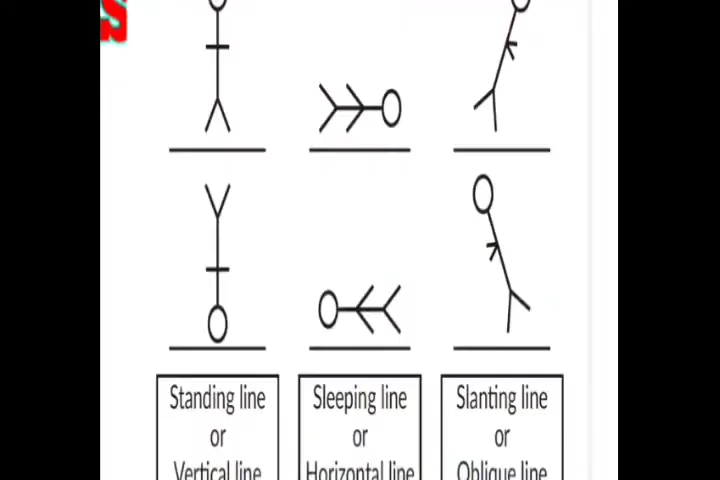 Standing line
or
Vertical line
Sleeping line
or
Horizontal line
Slanting line
or
Oblique line